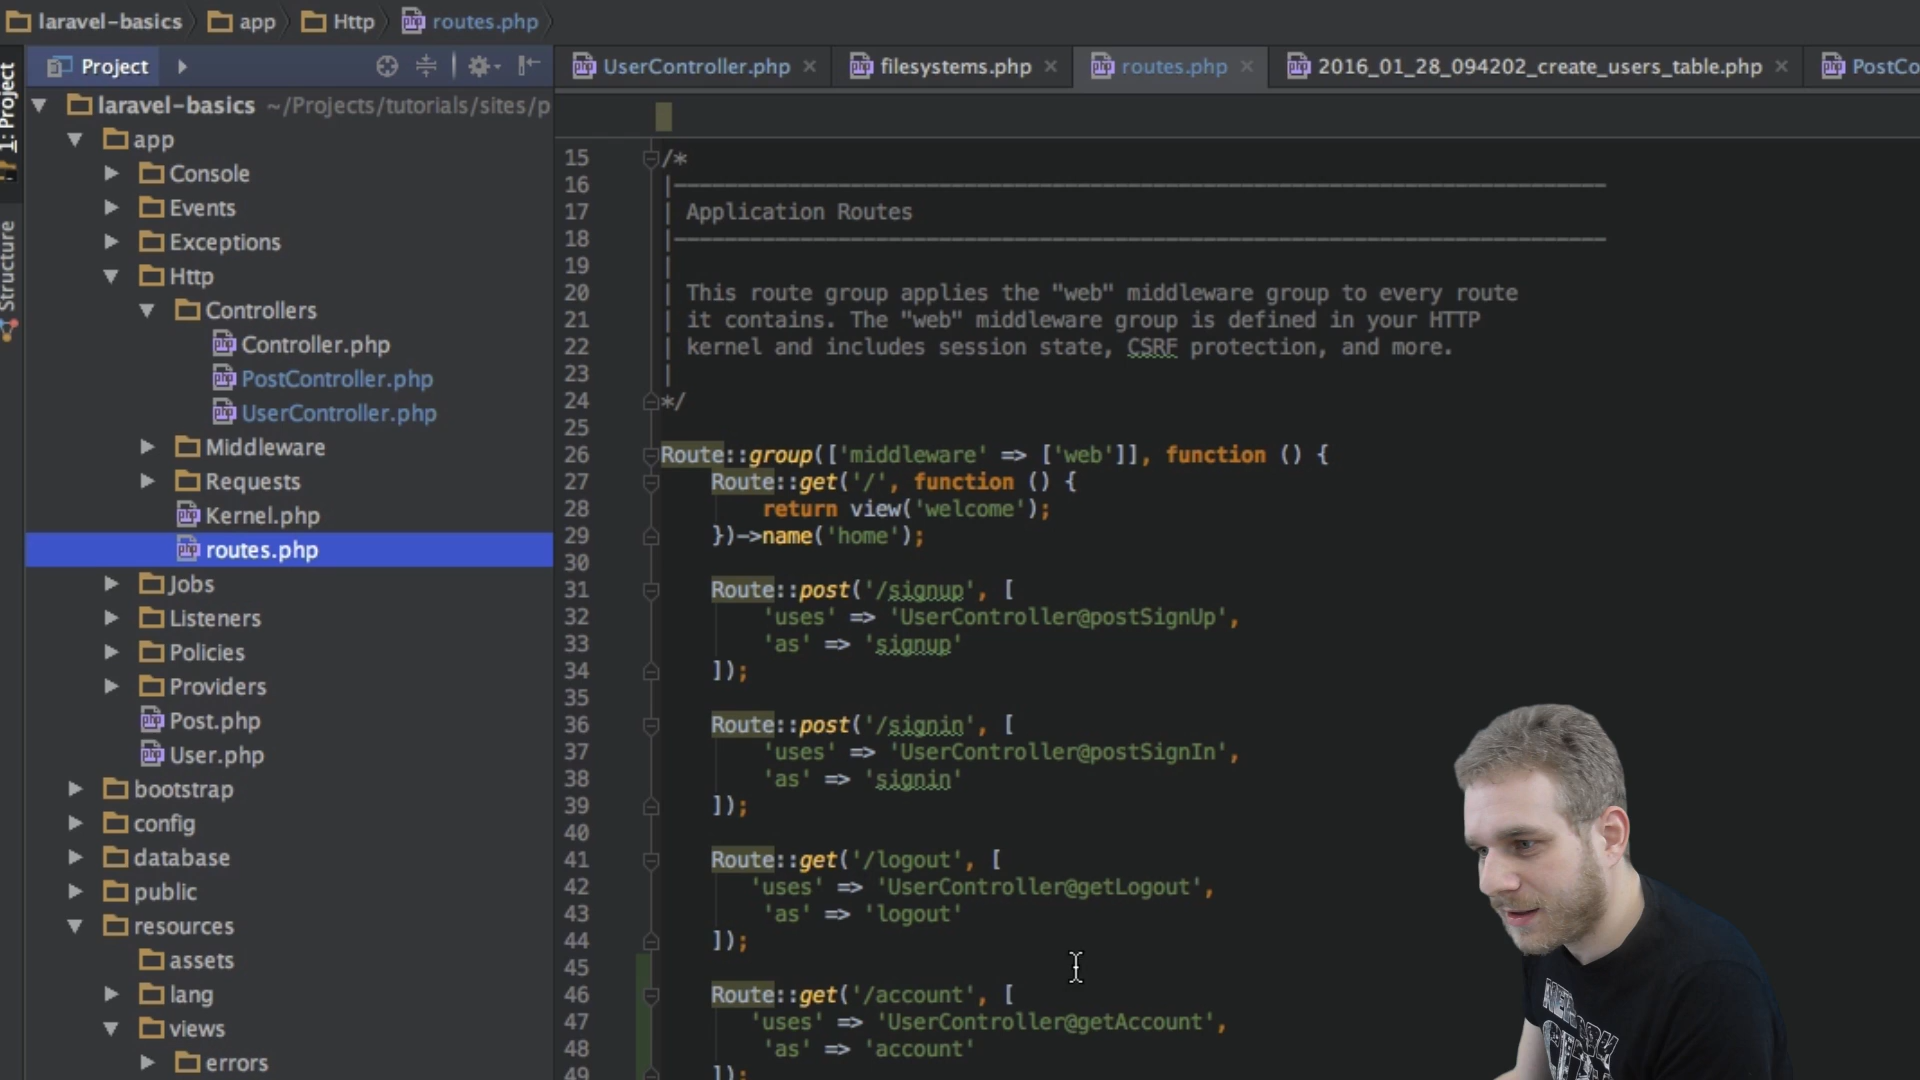 laravel-basics
app
Http
routes.php
1: Project
Structure
Project
laravel-basics ~/Projects/tutorials/sites/p
app
Console
Events
Exceptions
Http
Controllers
Controller.php
PostController.php
UserController.php
Middleware
Requests
Kernel.php
routes.php
Jobs
Listeners
Policies
Providers
Post.php
User.php
bootstrap
config
database
public
resources
assets
lang
views
errors
UserController.php
filesystems.php
routes.php
2016_01_28_094202_create_users_table.php
PostCo
15 /*
16 |
17 | Application Routes
18 |
19 |
20 | This route group applies the "web" middleware group to every route
21 | it contains. The "web" middleware group is defined in your HTTP
22 | kernel and includes session state, CSRF protection, and more.
23 |
24 */
25
26 Route::group(['middleware' => ['web']], function () {
27 Route::get('/', function () {
28 return view('welcome');
29 })->name('home');
30
31 Route::post('/signup', [
32 'uses' => 'UserController@postSignUp',
33 'as' => 'signup'
34 ]);
35
36 Route::post('/signin', [
37 'uses' => 'UserController@postSignIn',
38 'as' => 'signin'
39 ]);
40
41 Route::get('/logout', [
42 'uses' => 'UserController@getLogout',
43 'as' => 'logout'
44 ]);
45
46 Route::get('/account', [
47 'uses' => 'UserController@getAccount',
48 'as' => 'account'
49 ]);